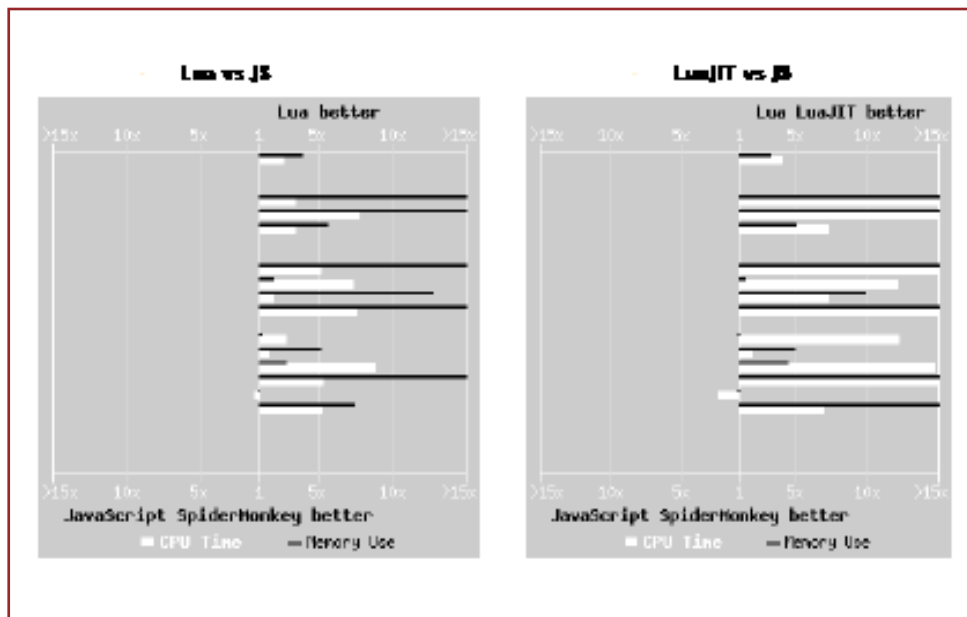 Lua vs JS
Lua better
>15x 10x 5x 1 5x 10x >15x
>15x 10x 5x 1 5x 10x >15x
JavaScript SpiderMonkey better
CPU Time Memory Use
LuaJIT vs JS
Lua LuaJIT better
>15x 10x 5x 1 5x 10x >15x
>15x 10x 5x 1 5x 10x >15x
JavaScript SpiderMonkey better
CPU Time Memory Use